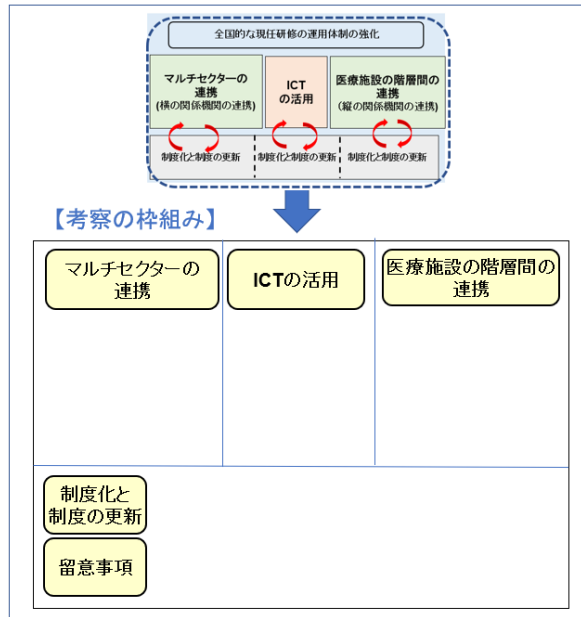 全国的な現任研修の運用体制の強化
マルチセクターの
連携
(横の関係機関の連携)
ICT
の活用
医療施設の階層間の
連携
(縦の関係機関の連携)
制度化と制度の更新
制度化と制度の更新
制度化と制度の更新
【考察の枠組み】
マルチセクターの
連携
ICTの活用
医療施設の階層間の
連携
制度化と
制度の更新
留意事項